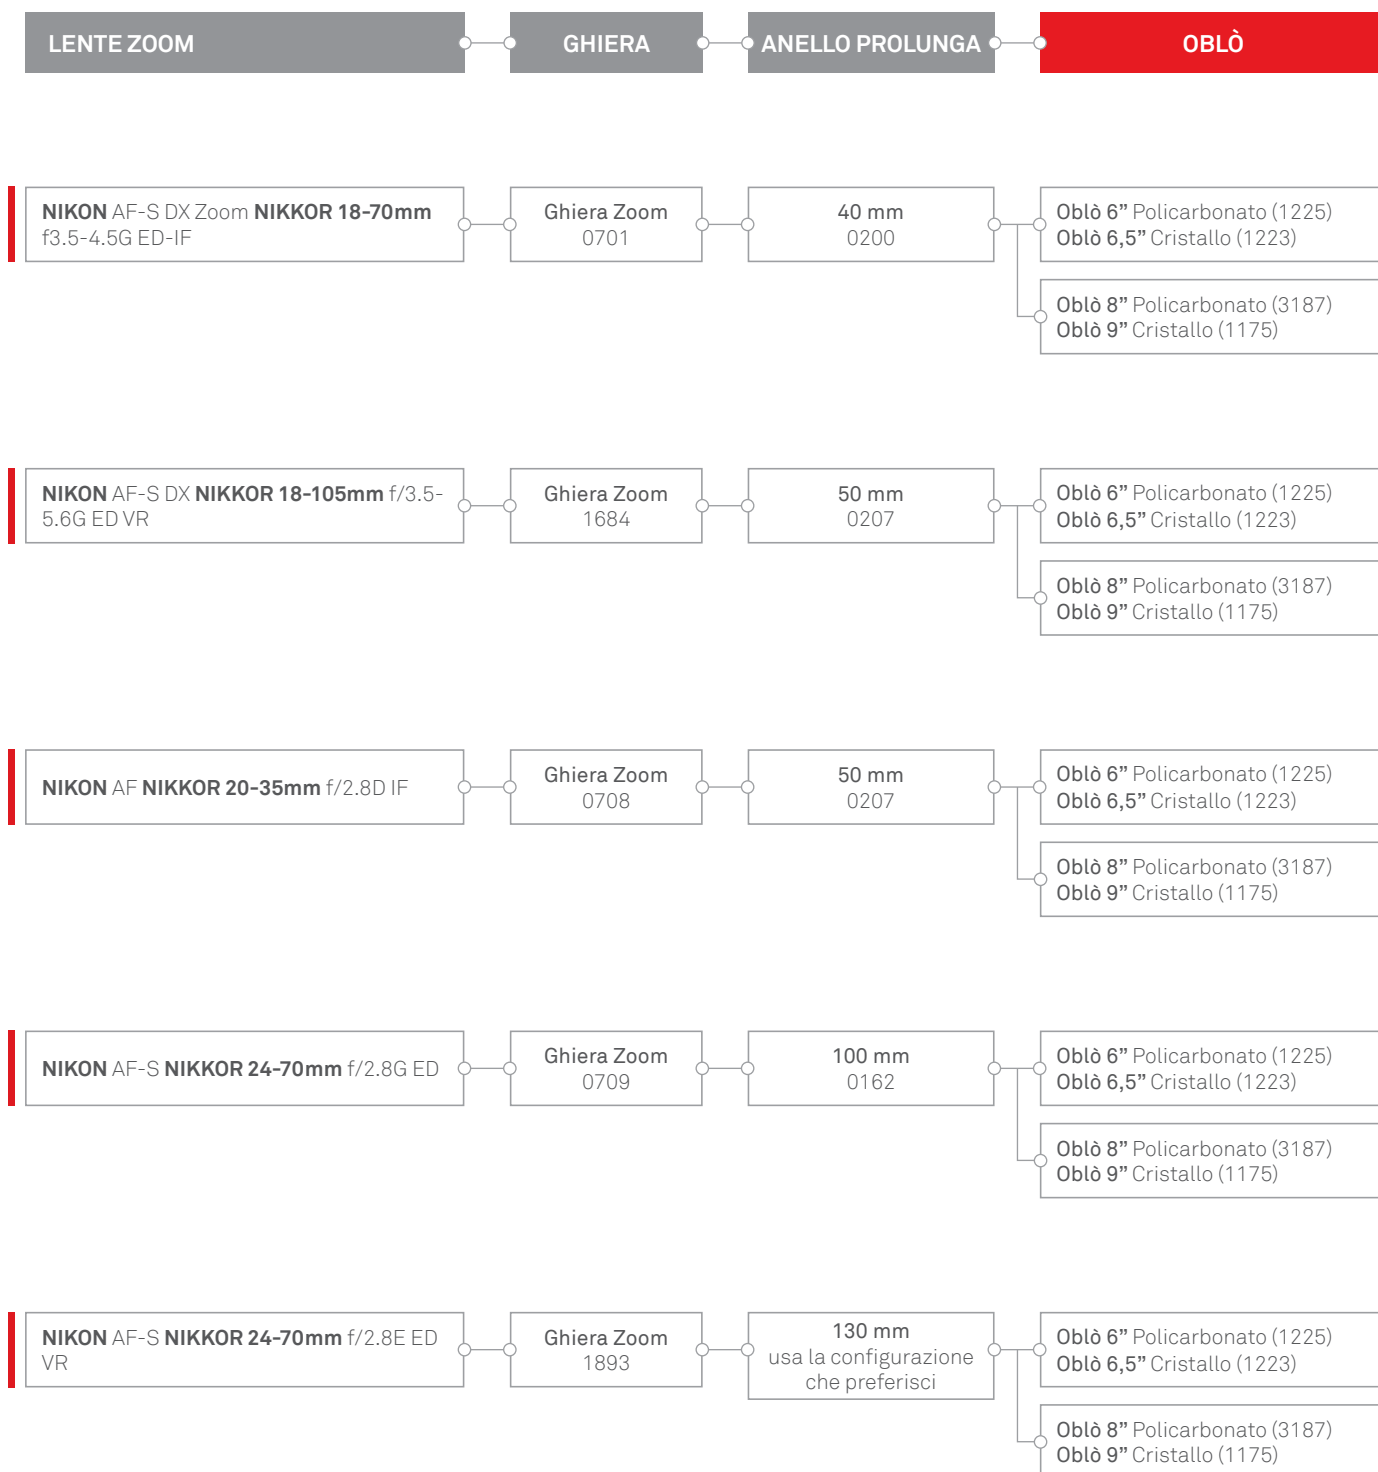 LENTE ZOOM
GHIERA
ANELLO PROLUNGA
OBLÒ
NIKON AF-S DX Zoom NIKKOR 18-70mm
f3.5-4.5G ED-IF
Ghiera Zoom
0701
40 mm
0200
Oblò 6” Policarbonato (1225)
Oblò 6,5” Cristallo (1223)
Oblò 8” Policarbonato (3187)
Oblò 9” Cristallo (1175)
NIKON AF-S DX NIKKOR 18-105mm f/3.5-
5.6G ED VR
Ghiera Zoom
1684
50 mm
0207
Oblò 6” Policarbonato (1225)
Oblò 6,5” Cristallo (1223)
Oblò 8” Policarbonato (3187)
Oblò 9” Cristallo (1175)
NIKON AF NIKKOR 20-35mm f/2.8D IF
Ghiera Zoom
0708
50 mm
0207
Oblò 6” Policarbonato (1225)
Oblò 6,5” Cristallo (1223)
Oblò 8” Policarbonato (3187)
Oblò 9” Cristallo (1175)
NIKON AF-S NIKKOR 24-70mm f/2.8G ED
Ghiera Zoom
0709
100 mm
0162
Oblò 6” Policarbonato (1225)
Oblò 6,5” Cristallo (1223)
Oblò 8” Policarbonato (3187)
Oblò 9” Cristallo (1175)
NIKON AF-S NIKKOR 24-70mm f/2.8E ED
VR
Ghiera Zoom
1893
130 mm
usa la configurazione
che preferisci
Oblò 6” Policarbonato (1225)
Oblò 6,5” Cristallo (1223)
Oblò 8” Policarbonato (3187)
Oblò 9” Cristallo (1175)